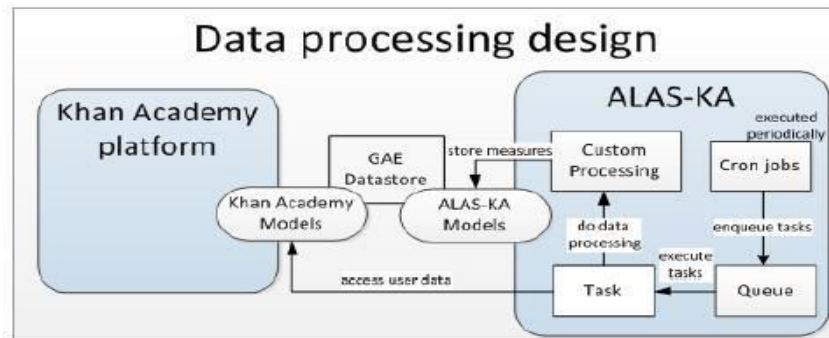 Data processing design
Khan Academy
platform
ALAS-KA
executed
periodically
GAE
Datastore
store measures
Custom
Processing
Cron jobs
Khan Academy
Models
ALAS-KA
Models
do data
processing
enqueue tasks
access user data
Task
execute
tasks
Queue